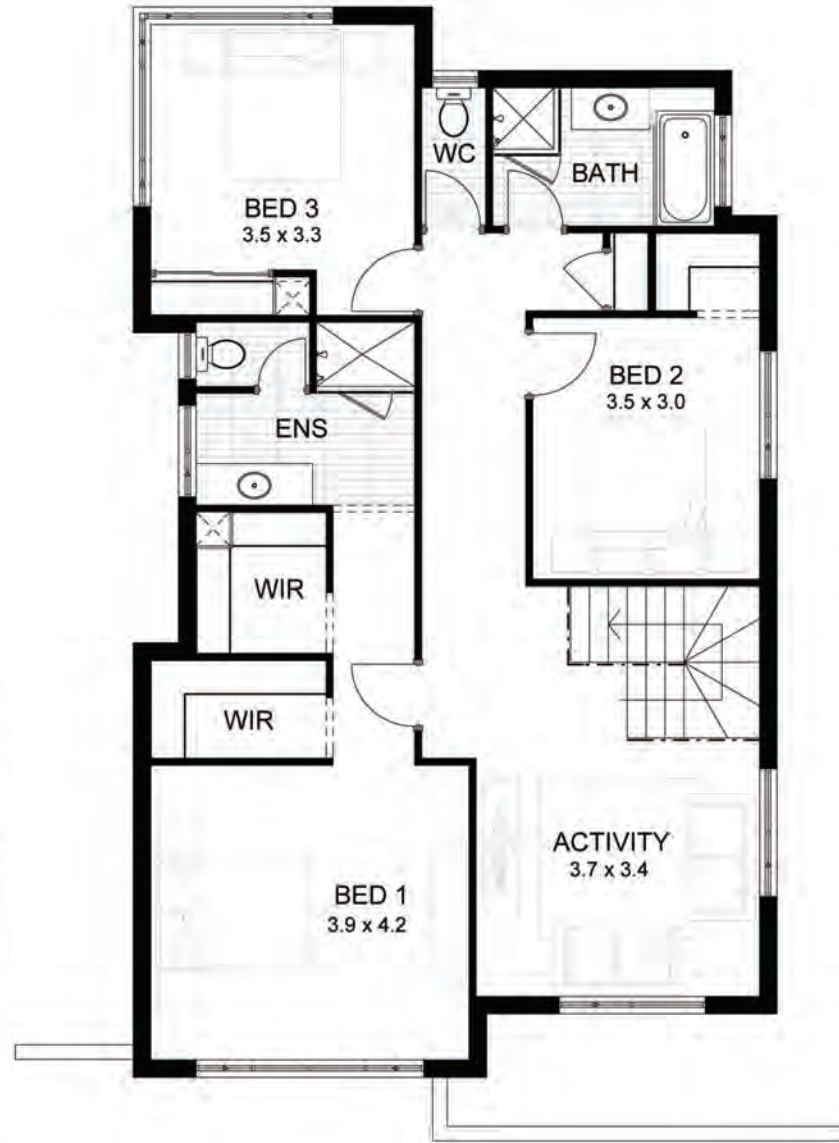 WC
BATH
BED 3
3.5 x 3.3
BED 2
3.5 x 3.0
ENS
WIR
WIR
ACTIVITY
3.7 x 3.4
BED 1
3.9 x 4.2